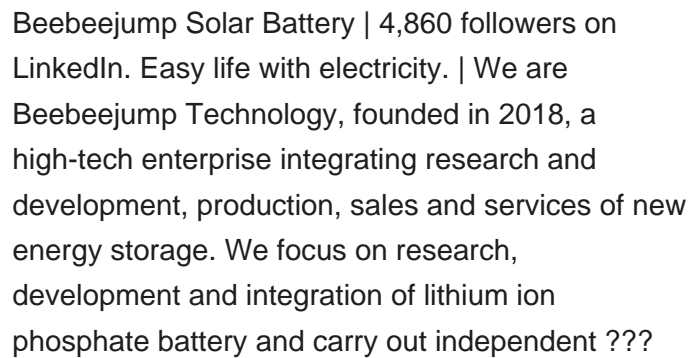 Beebeejump Solar Battery | 4,860 followers on
LinkedIn. Easy life with electricity. | We are
Beebeejump Technology, founded in 2018, a
high-tech enterprise integrating research and
development, production, sales and services of new
energy storage. We focus on research,
development and integration of lithium ion
phosphate battery and carry out independent ???